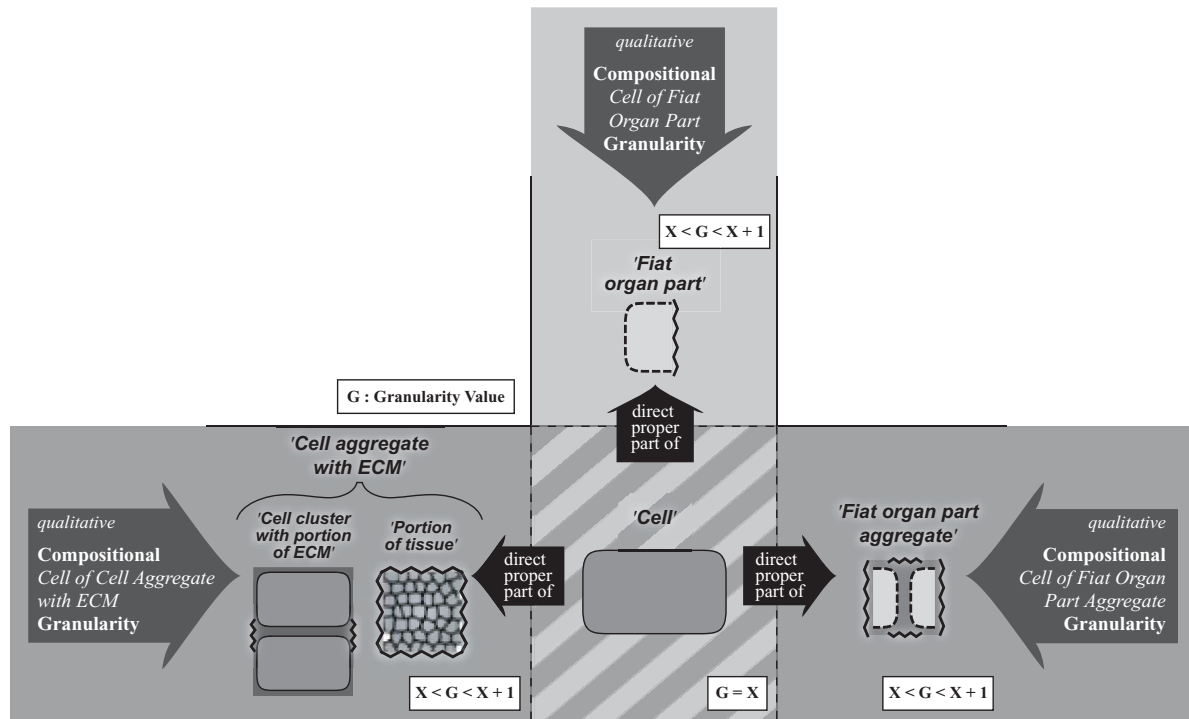 qualitative
Compositional
Cell of Fiat
Organ Part
Granularity
X < G < X + 1
'Fiat
organ part'
G : Granularity Value
direct
proper
part of
'Cell aggregate
with ECM'
qualitative
Compositional
Cell of Cell Aggregate
with ECM
Granularity
'Cell cluster
with portion
of ECM'
'Portion
of tissue'
direct
proper
part of
X < G < X + 1
'Cell'
G = X
direct
proper
part of
'Fiat organ part
aggregate'
X < G < X + 1
qualitative
Compositional
Cell of Fiat Organ
Part Aggregate
Granularity